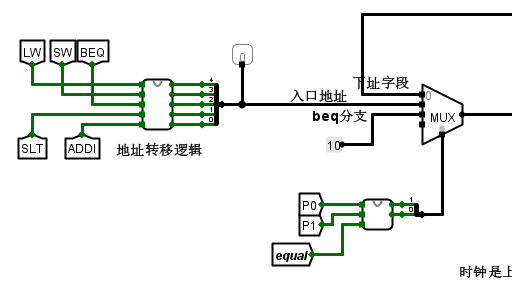 LW SW BEQ
0
4
3
2
1
0
SLT ADDI
地址转移逻辑
下址字段
入口地址
beq分支
0
MUX
0
10
P0
P1
equal
1
0
时钟是上